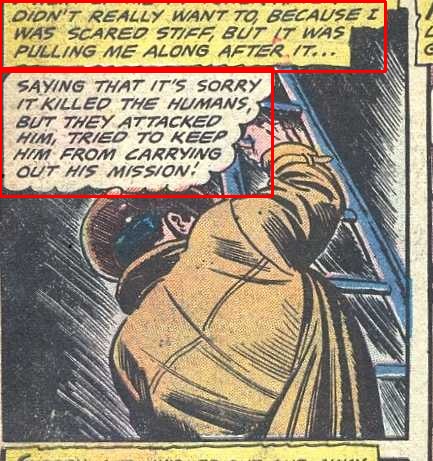 DIDN'T REALLY WANT TO, BECAUSE I
WAS SCARED STIFF, BUT IT WAS
PULLING ME ALONG AFTER IT...
SAYING THAT IT'S SORRY
IT KILLED THE HUMANS,
BUT THEY ATTACKED
HIM, TRIED TO KEEP
HIM FROM CARRYING
OUT HIS MISSION!